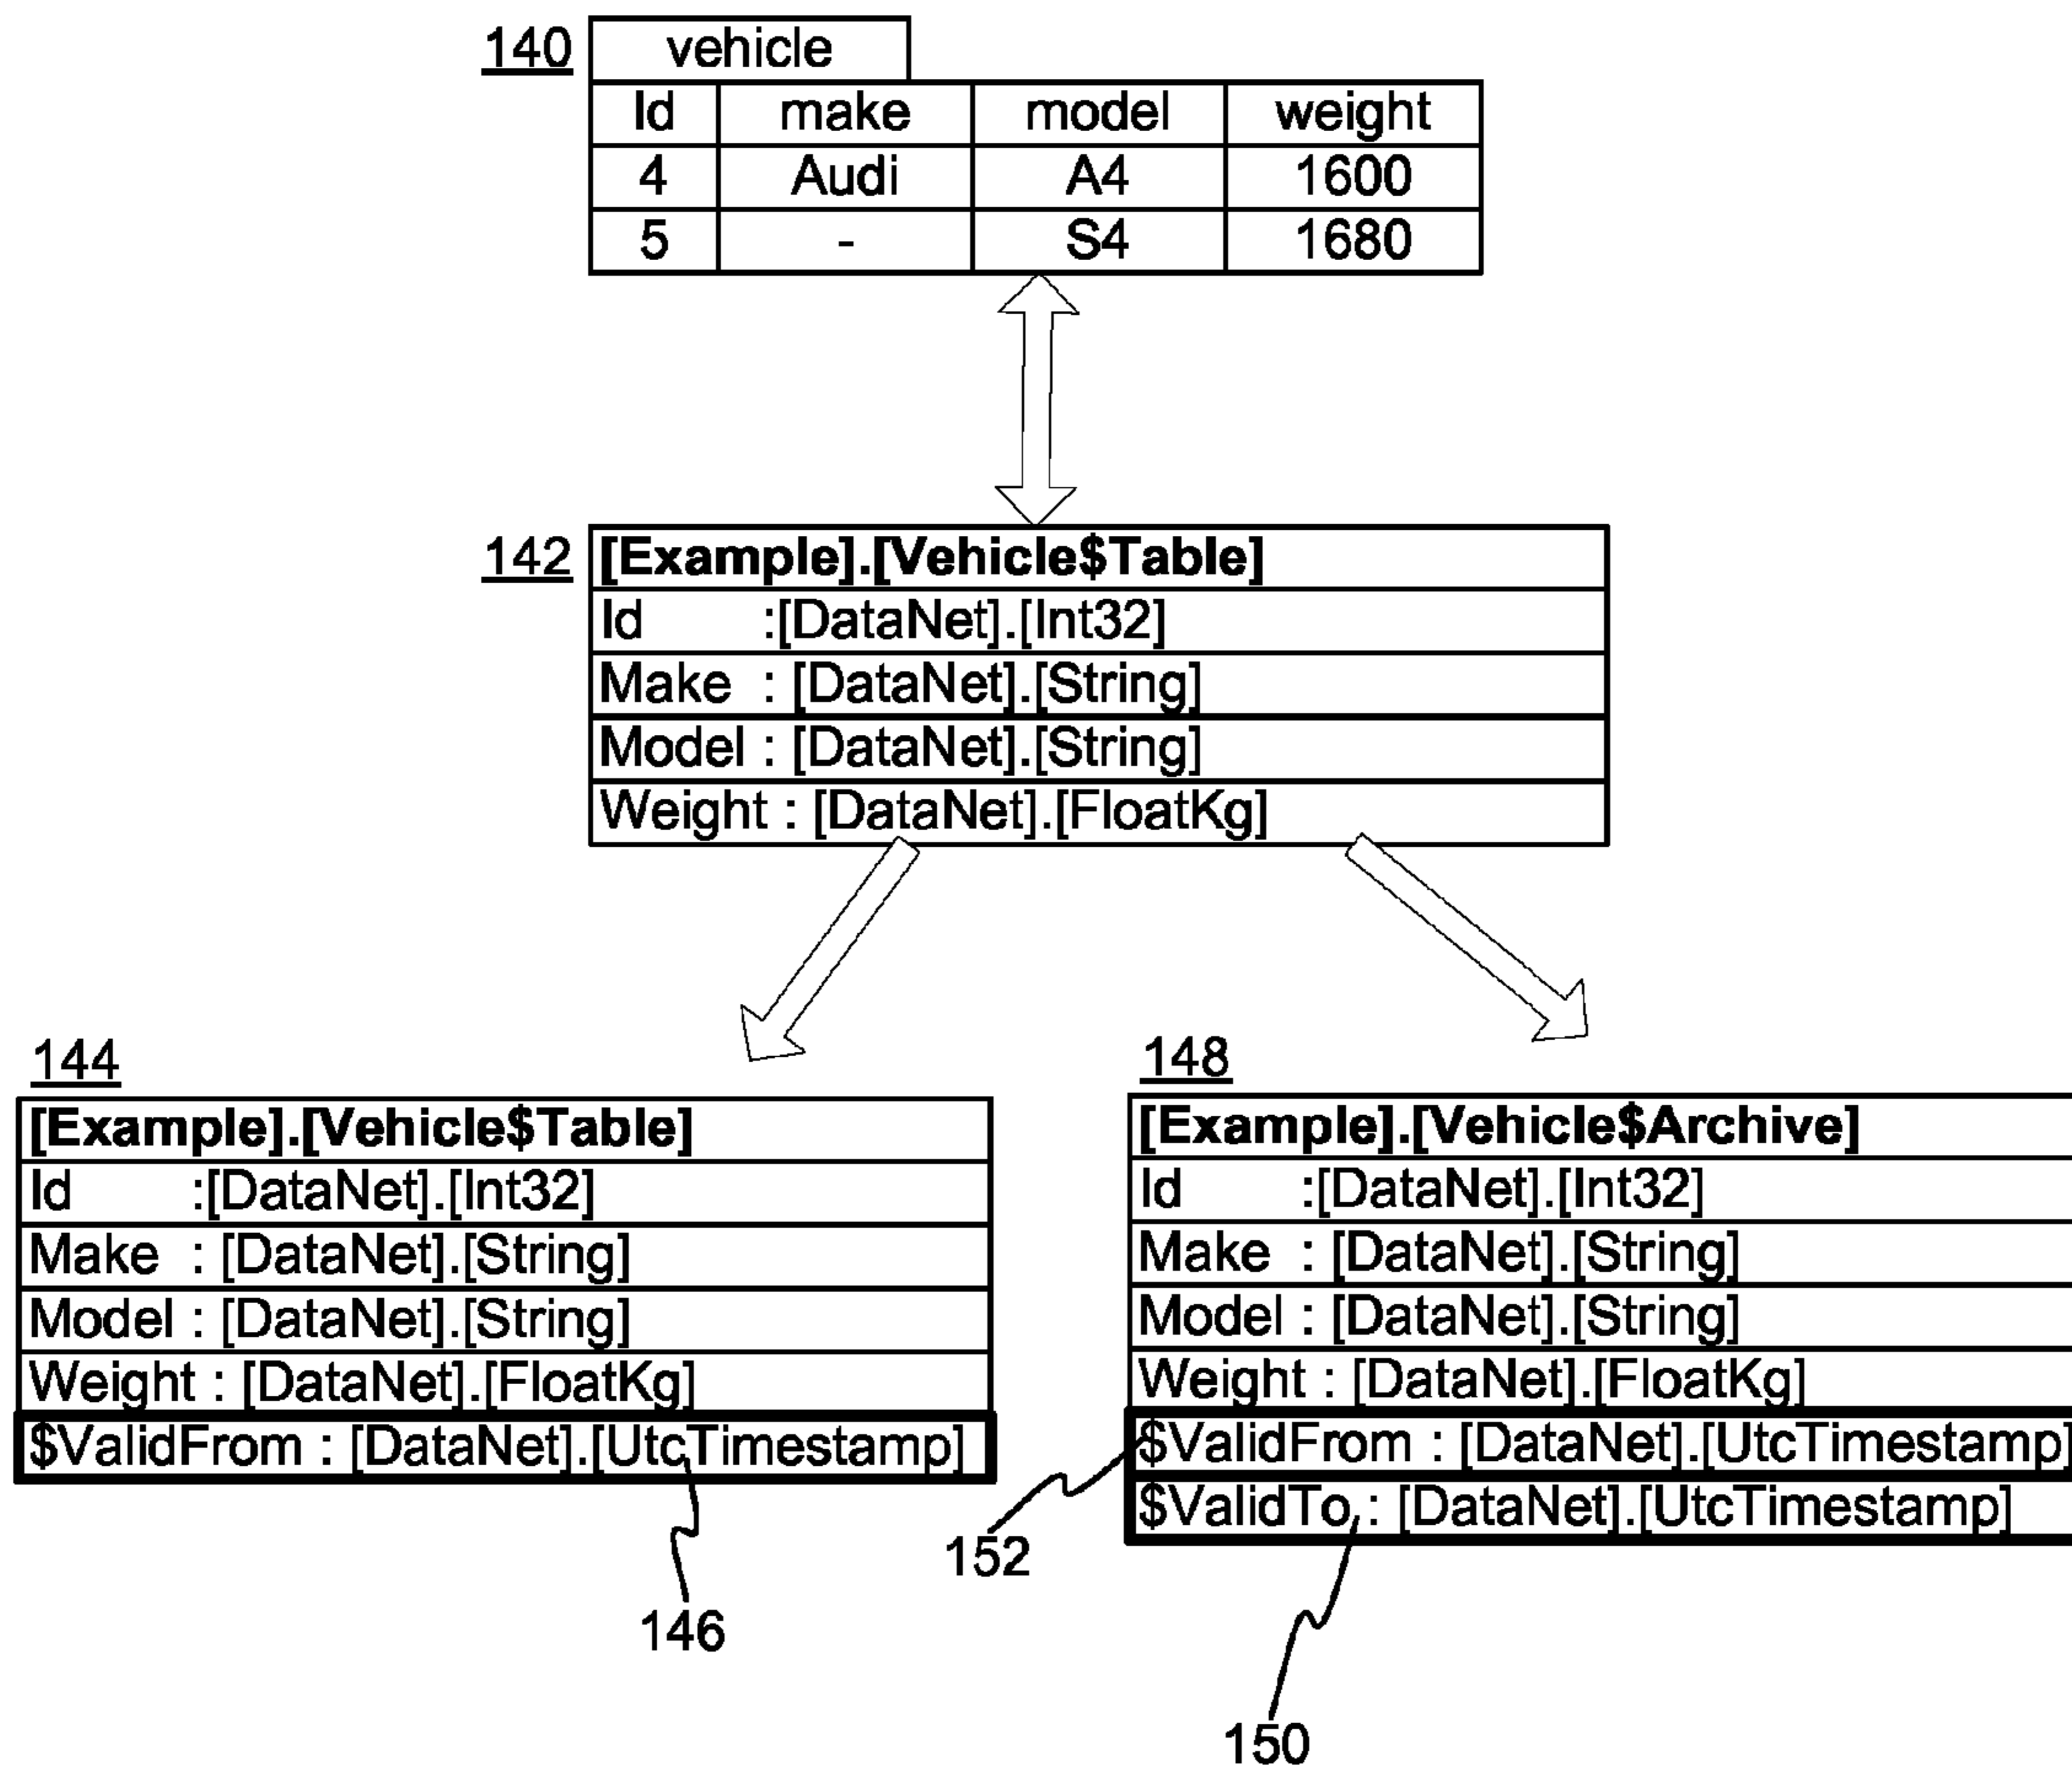 140 vehicle
Id make model weight
4 Audi A4 1600
5 - S4 1680
142 [Example].[Vehicle$Table]
Id :[DataNet].[Int32]
Make : [DataNet].[String]
Model : [DataNet].[String]
Weight : [DataNet].[FloatKg]
144
[Example].[Vehicle$Table]
Id :[DataNet].[Int32]
Make : [DataNet].[String]
Model : [DataNet].[String]
Weight : [DataNet].[FloatKg]
$ValidFrom : [DataNet].[UtcTimestamp]
146
148
[Example].[Vehicle$Archive]
Id :[DataNet].[Int32]
Make : [DataNet].[String]
Model : [DataNet].[String]
Weight : [DataNet].[FloatKg]
$ValidFrom : [DataNet].[UtcTimestamp]
$ValidTo : [DataNet].[UtcTimestamp]
152
150